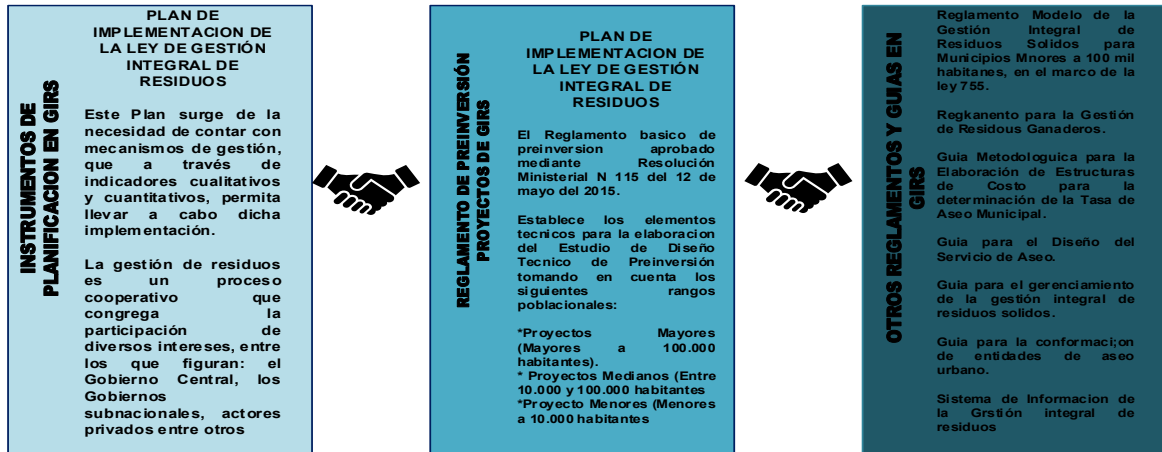 INSTRUMENTOS DE
PLANIFICACION EN GIRS
PLAN DE
IMPLEMENTACION DE
LA LEY DE GESTIÓN
INTEGRAL DE
RESIDUOS
Este Plan surge de la
necesidad de contar con
mecanismos de gestión,
que a través de
indicadores cualitativos
y cuantitativos, permita
llevar a cabo dicha
implementación.
La gestión de residuos
es un proceso
cooperativo que
congrega la
participación de
diversos intereses, entre
los que figuran: el
Gobierno Central, los
Gobiernos
subnacionales, actores
privados entre otros
REGLAMENTO DE PREINVERSIÓN
PROYECTOS DE GIRS
PLAN DE
IMPLEMENTACION DE
LA LEY DE GESTIÓN
INTEGRAL DE
RESIDUOS
El Reglamento basico de
preinversion aprobado
mediante Resolución
Ministerial N 115 del 12 de
mayo del 2015.
Establece los elementos
tecnicos para la elaboracion
del Estudio de Diseño
Tecnico de Preinversión
tomando en cuenta los
siguientes rangos
poblacionales:
*Proyectos Mayores
(Mayores a 100.000
habitantes).
* Proyectos Medianos (Entre
10.000 y 100.000 habitantes
*Proyecto Menores (Menores
a 10.000 habitantes
OTROS REGLAMENTOS Y GUIAS EN
GIRS
Reglamento Modelo de la
Gestión Integral de
Residuos Solidos para
Municipios Mnores a 100 mil
habitanes, en el marco de la
ley 755.
Regkanento para la Gestión
de Residous Ganaderos.
Guia Metodologuica para la
Elaboración de Estructuras
de Costo para la
determinación de la Tasa de
Aseo Municipal.
Guia para el Diseño del
Servicio de Aseo.
Guia para el gerenciamiento
de la gestión integral de
residuos solidos.
Guia para la conformaci;on
de entidades de aseo
urbano.
Sistema de Informacion de
la Grstión integral de
residuos